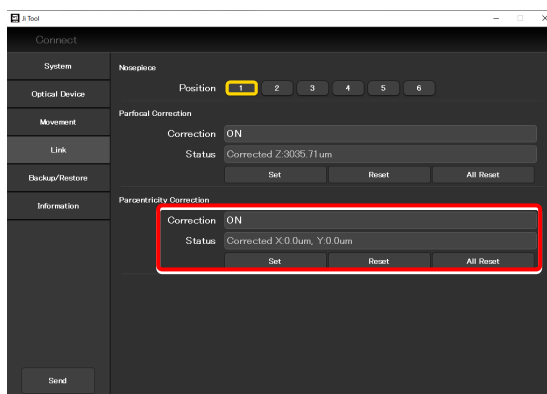 Ji Tool
Connect
System
Optical Device
Movement
Link
Backup/Restore
Information
Send
Nosepiece
Position 1 2 3 4 5 6
Parfocal Correction
Correction ON
Status Corrected Z:3035.71um
Set Reset All Reset
Parcentricity Correction
Correction ON
Status Corrected X:0.0um, Y:0.0um
Set Reset All Reset